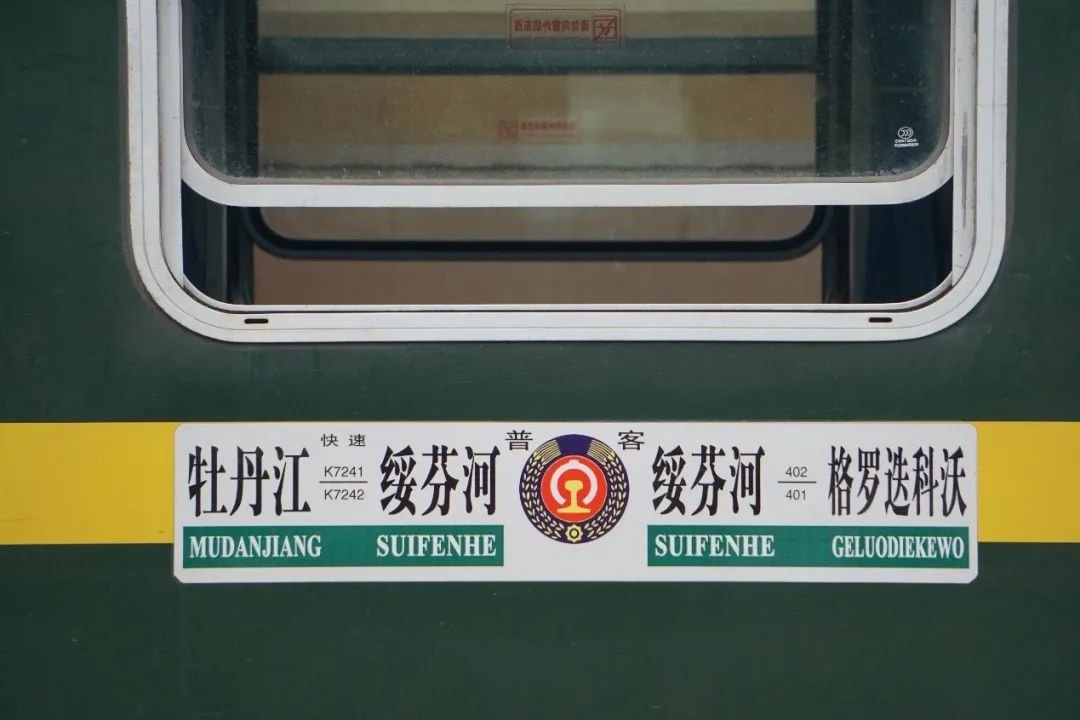 快速
普 客
牡丹江 K7241 绥芬河 绥芬河 402 格罗迭科沃
K7242 401
MUDANJIANG SUIFENHE SUIFENHE GELUODIEKEWO